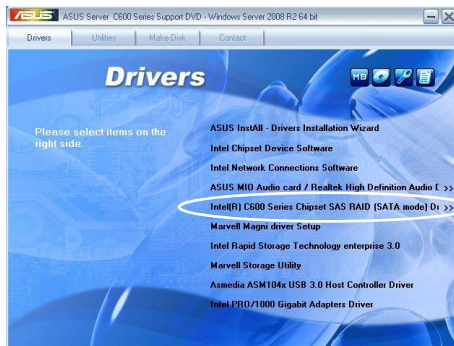 ASUS ASUS Server C600 Series Support DVD - Windows Server 2008 R2 64 bit
Drivers Utilities Make Disk Contact
Drivers
MB
Please select items on the
right side.
ASUS InstAll - Drivers Installation Wizard
Intel Chipset Device Software
Intel Network Connections Software
ASUS MIO Audio card / Realtek High Definition Audio D >>
Intel(R) C600 Series Chipset SAS RAID (SATA mode) Dr >>
Marvell Magni driver Setup
Intel Rapid Storage Technology enterprise 3.0
Marvell Storage Utility
Asmedia ASM104x USB 3.0 Host Controller Driver
Intel PRO/1000 Gigabit Adapters Driver